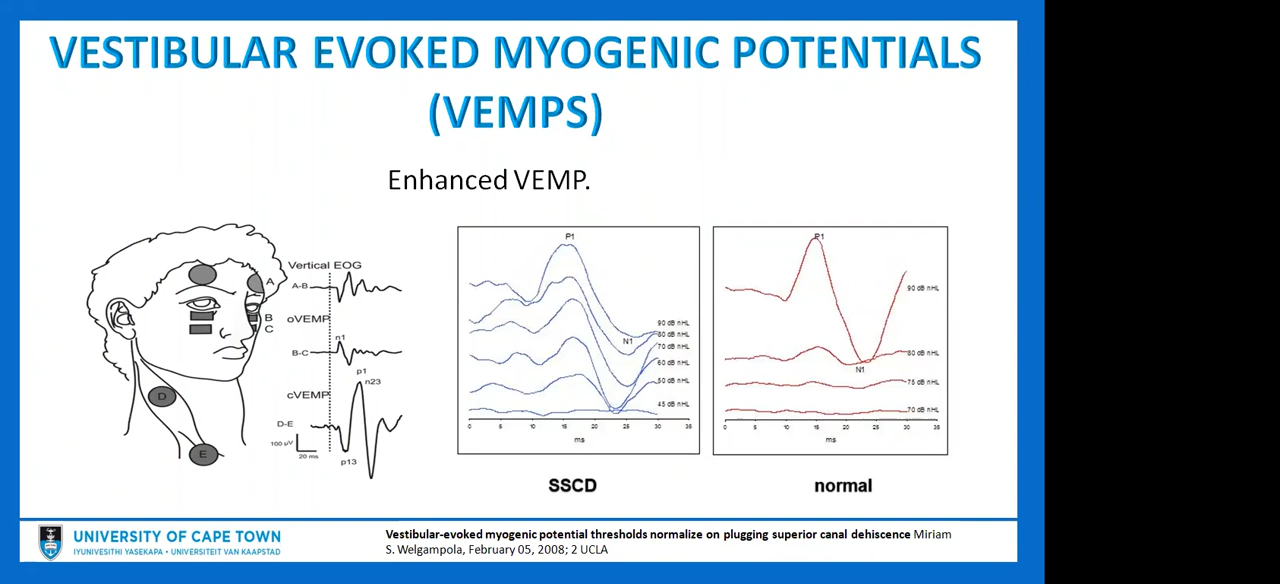 VESTIBULAR EVOKED MYOGENIC POTENTIALS
(VEMPS)
Enhanced VEMP.
Vertical EOG
A-B
oVEMP
n1
B-C
p1
n23
cVEMP
D-E
100 µV
20 ms
p13
A
B
C
D
E
P1
90 dB nHL
80 dB nHL
N1
70 dB nHL
60 dB nHL
50 dB nHL
45 dB nHL
0 5 10 15 20 25 30 35
ms
SSCD
P1
90 dB nHL
80 dB nHL
N1
75 dB nHL
70 dB nHL
0 5 10 15 20 25 30 35
ms
normal
UNIVERSITY OF CAPE TOWN
IYUNIVESITHI YASEKAPA • UNIVERSITEIT VAN KAAPSTAD
Vestibular-evoked myogenic potential thresholds normalize on plugging superior canal dehiscence Miriam
S. Welgampola, February 05, 2008; 2 UCLA